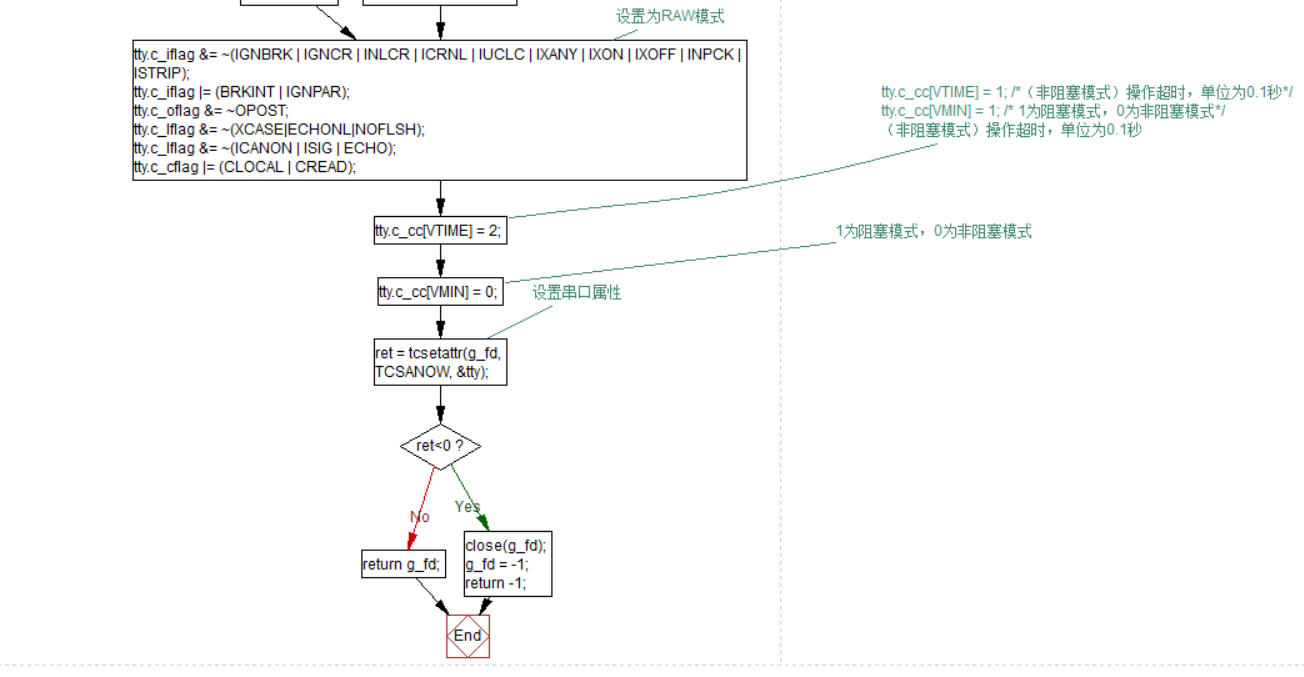 设置为RAW模式
tty.c_iflag &= ~(IGNBRK | IGNCR | INLCR | ICRNL | IUCLC | IXANY | IXON | IXOFF | INPCK |
ISTRIP);
tty.c_iflag |= (BRKINT | IGNPAR);
tty.c_oflag &= ~OPOST;
tty.c_lflag &= ~(XCASE|ECHONL|NOFLSH);
tty.c_lflag &= ~(ICANON | ISIG | ECHO);
tty.c_cflag |= (CLOCAL | CREAD);
tty.c_cc[VTIME] = 1; /*（非阻塞模式）操作超时，单位为0.1秒*/
tty.c_cc[VMIN] = 1; /* 1为阻塞模式，0为非阻塞模式*/
（非阻塞模式）操作超时，单位为0.1秒
tty.c_cc[VTIME] = 2;
1为阻塞模式，0为非阻塞模式
tty.c_cc[VMIN] = 0;
设置串口属性
ret = tcsetattr(g_fd,
TCSANOW, &tty);
ret<0 ?
Yes
No
close(g_fd);
g_fd = -1;
return -1;
return g_fd;
End